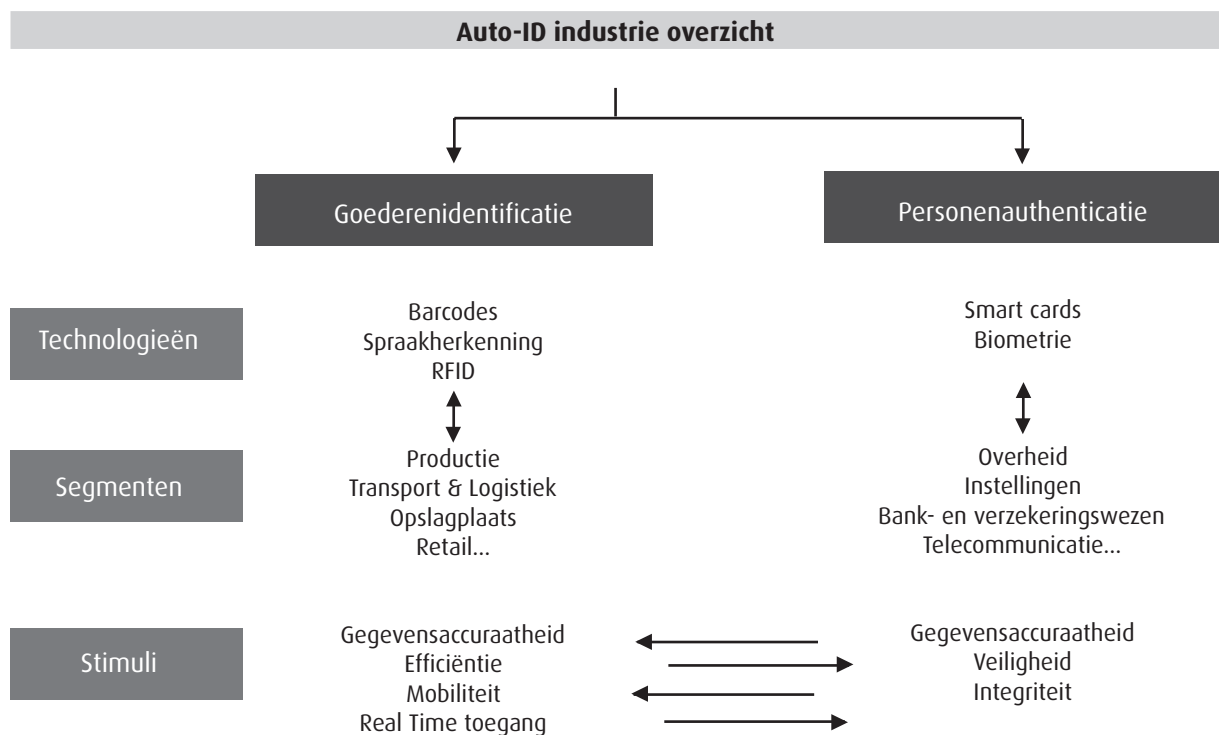 Auto-ID industrie overzicht
Goederenidentificatie
Personenauthenticatie
Technologieën
Barcodes
Spraakherkenning
RFID
Smart cards
Biometrie
Segmenten
Productie
Transport & Logistiek
Opslagplaats
Retail...
Overheid
Instellingen
Bank- en verzekeringswezen
Telecommunicatie...
Stimuli
Gegevensaccuraatheid
Efficiëntie
Mobiliteit
Real Time toegang
Gegevensaccuraatheid
Veiligheid
Integriteit